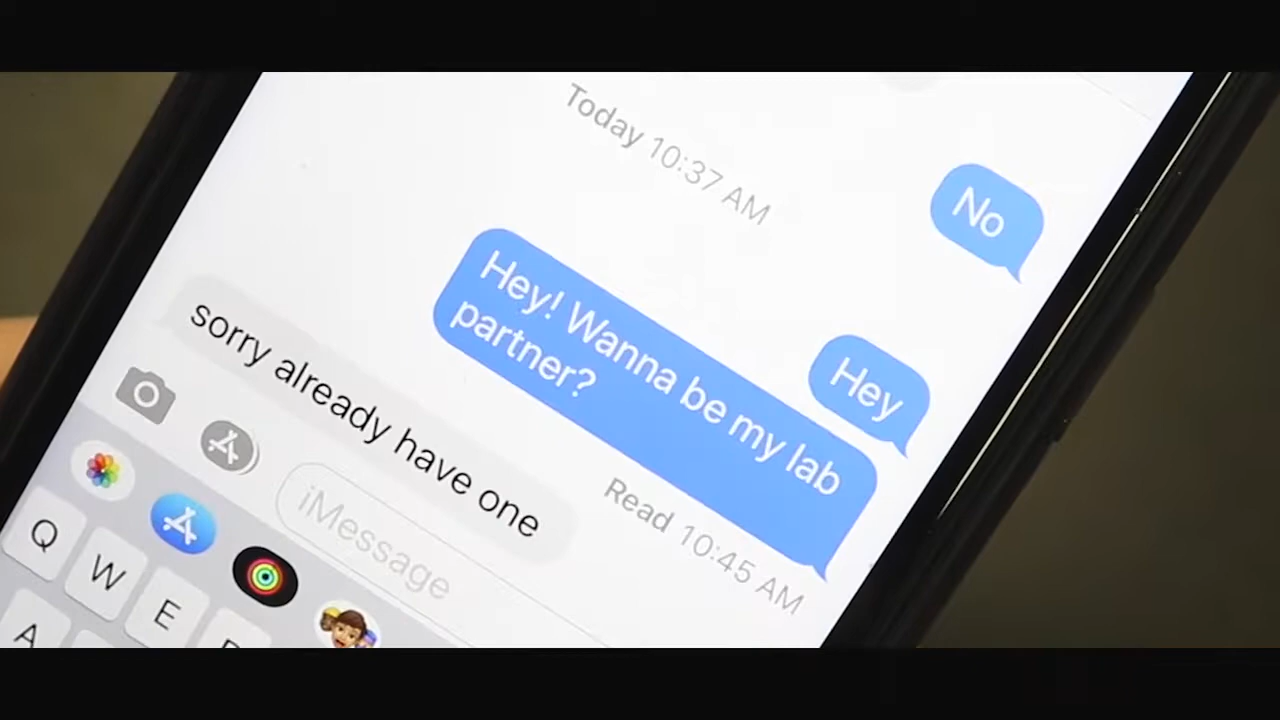 No
Today 10:37 AM
Hey
Hey! Wanna be my lab
partner?
Read 10:45 AM
sorry already have one
iMessage
Q W E
A